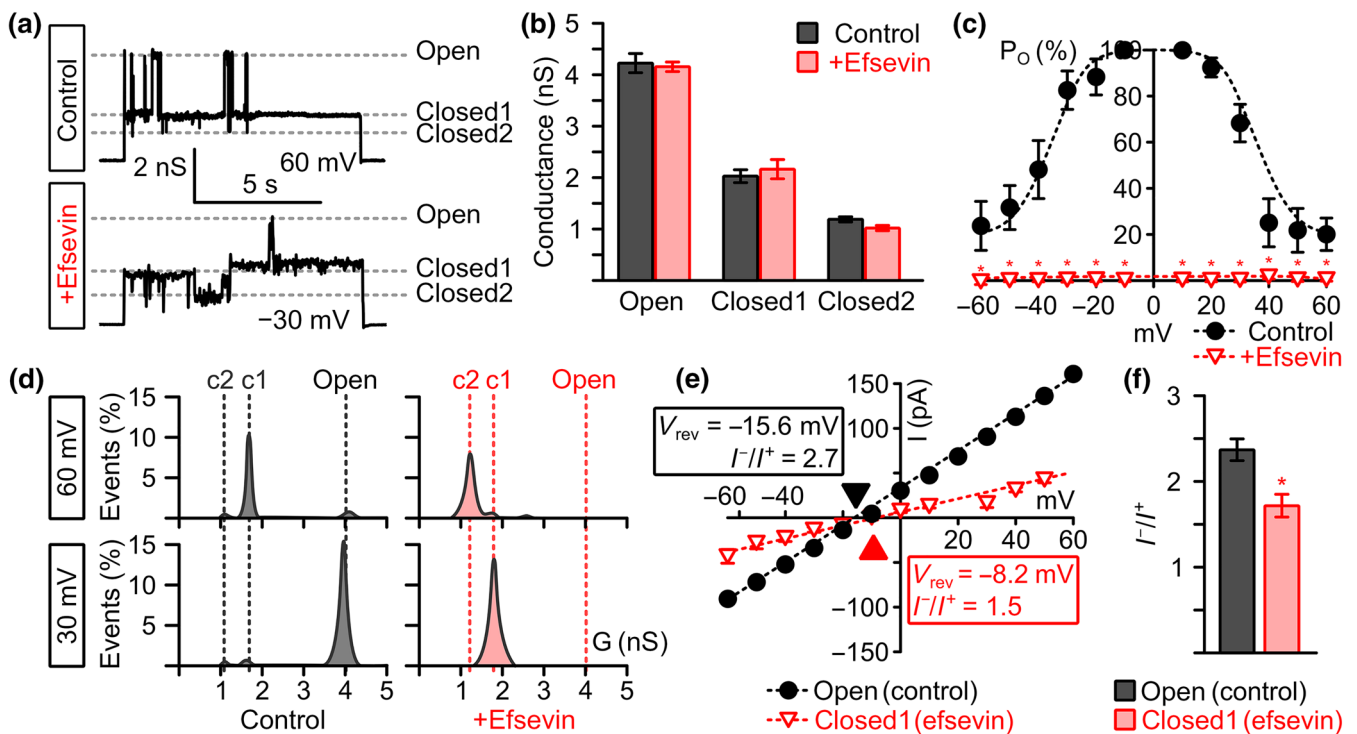 (a)
Control
Open
Closed1
Closed2
2 nS
60 mV
5 s
+Efsevin
Open
Closed1
Closed2
−30 mV
(b)
Conductance (nS)
5
4
3
2
1
Control
+Efsevin
Open
Closed1
Closed2
(c)
PO (%)
100
80
60
40
20
* * * * * * * * * * * *
−60 −40 −20 0 20 40 60
mV
Control
+Efsevin
(d)
c2 c1 Open
c2 c1 Open
60 mV
Events (%)
15
10
5
30 mV
Events (%)
15
10
5
G (nS)
1 2 3 4 5
1 2 3 4 5
Control
+Efsevin
(e)
I (pA)
150
100
50
−100
−150
Vrev = −15.6 mV
I−/I+ = 2.7
−60 −40
mV
20 40 60
Vrev = −8.2 mV
I−/I+ = 1.5
Open (control)
Closed1 (efsevin)
(f)
I−/I+
3
2
1
0
*
Open (control)
Closed1 (efsevin)